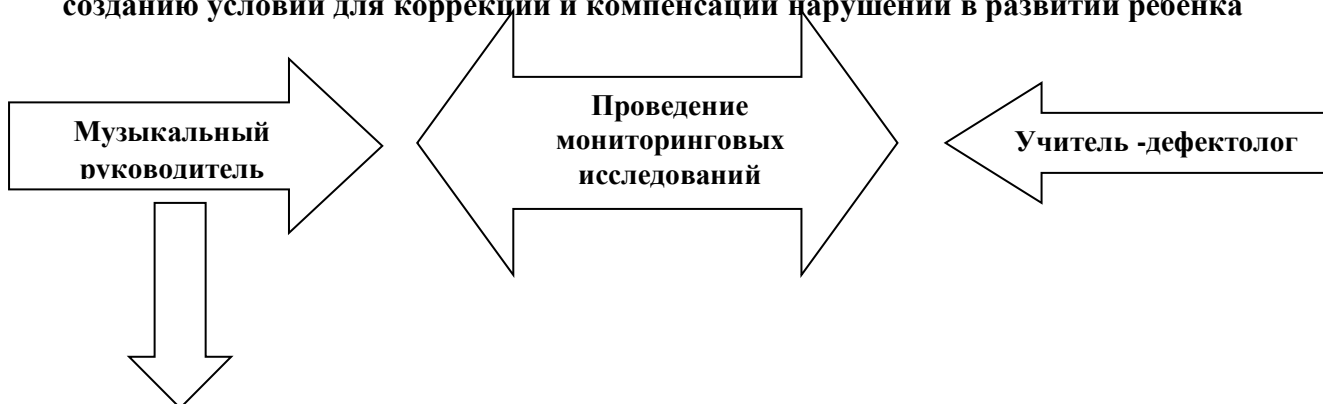 созданию условий для коррекции и компенсации нарушений в развитии ребенка
Музыкальный
руководитель
Проведение
мониторинговых
исследований
Учитель -дефектолог